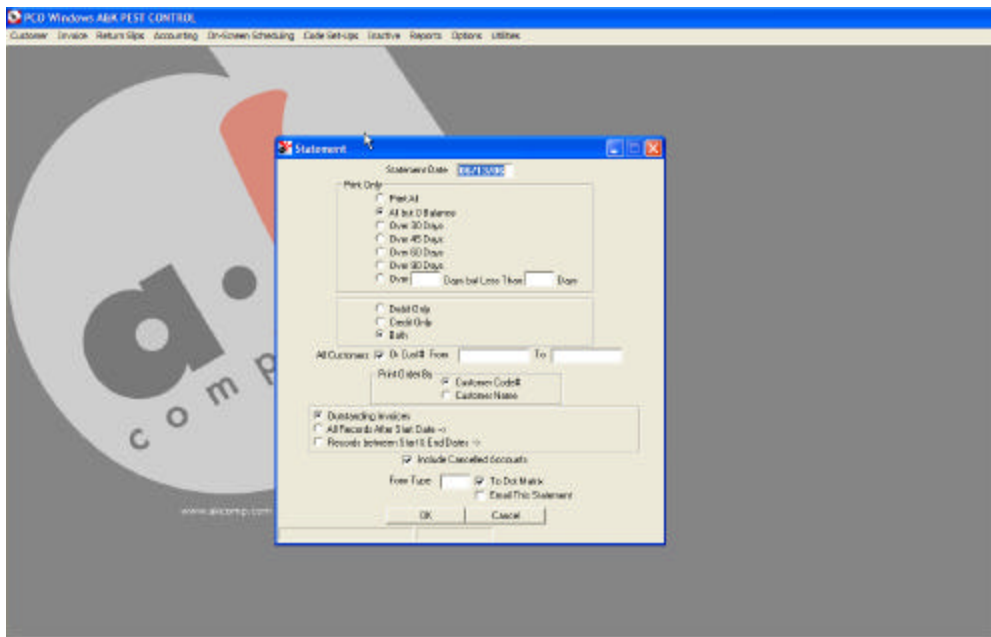 PCO Windows A&K PEST CONTROL
Customer Invoice Return Slips Accounting On-Screen Scheduling Code Set-Ups Inactive Reports Options Utilities
Statement
Statement Date
Print Only
Print All
All but 0 Balance
Over 30 Days
Over 45 Days
Over 60 Days
Over 90 Days
Over Days but Less Than Days
Debit Only
Credit Only
Both
All Customers Or Cust# From To
Print Order By
Customer Code#
Customer Name
Outstanding Invoices
All Records After Start Date ->
Records between Start & End Dates ->
Include Cancelled Accounts
Form Type To Dot Matrix
Email This Statement
OK Cancel
a.
comp
www.akcomp.com